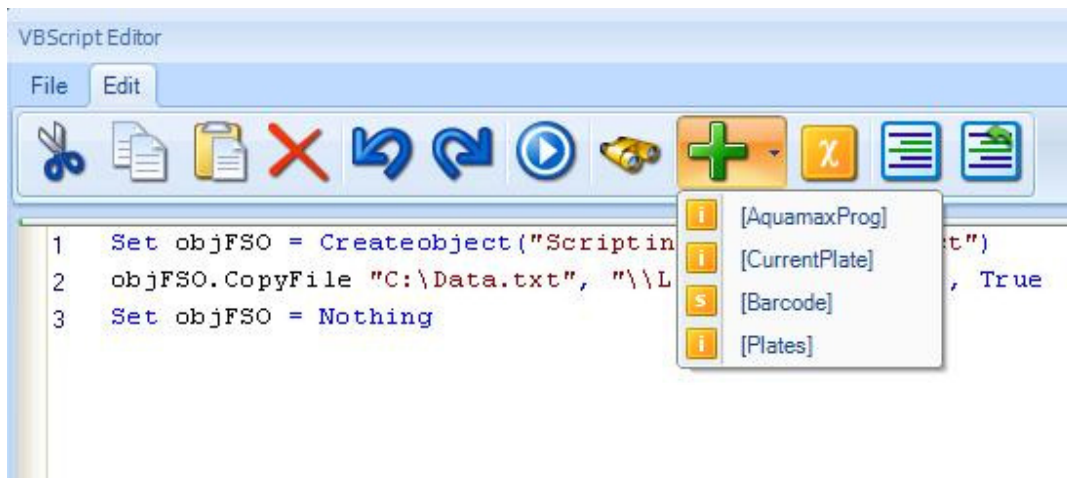 VBScript Editor
File Edit
χ
i [AquamaxProg]
i [CurrentPlate]
s [Barcode]
i [Plates]
1 Set objFSO = Createobject("Scriptin t")
2 objFSO.CopyFile "C:\Data.txt", "\\L , True
3 Set objFSO = Nothing